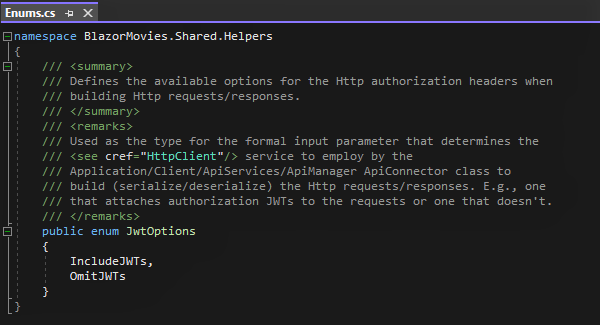 Enums.cs
namespace BlazorMovies.Shared.Helpers
{
/// <summary>
/// Defines the available options for the Http authorization headers when
/// building Http requests/responses.
/// </summary>
/// <remarks>
/// Used as the type for the formal input parameter that determines the
/// <see cref="HttpClient"/> service to employ by the
/// Application/Client/ApiServices/ApiManager ApiConnector class to
/// build (serialize/deserialize) the Http requests/responses. E.g., one
/// that attaches authorization JWTs to the requests or one that doesn't.
/// </remarks>
public enum JwtOptions
{
IncludeJWTs,
OmitJWTs
}
}